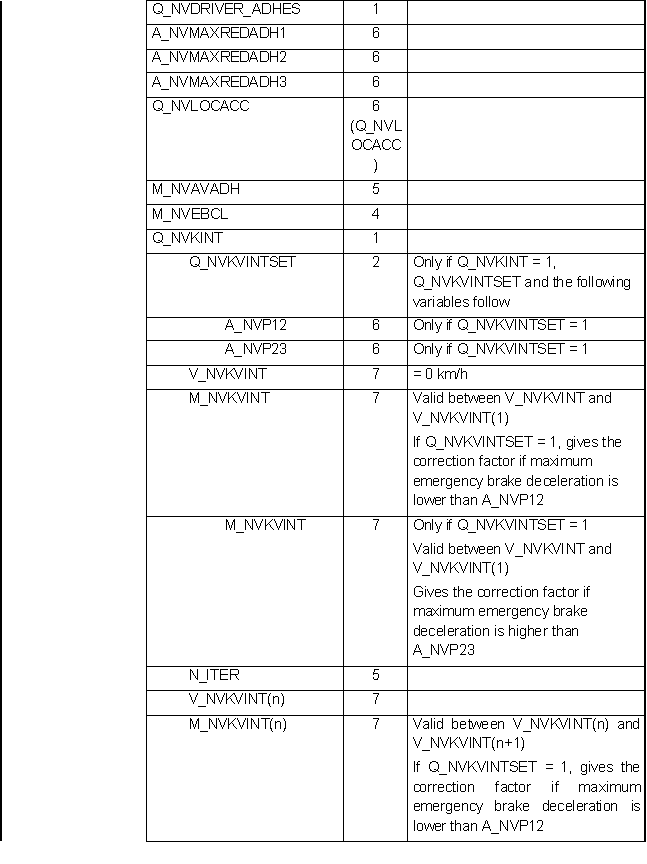 Q_NVDRIVER_ADHES 1
A_NVMAXREDADH1 6
A_NVMAXREDADH2 6
A_NVMAXREDADH3 6
Q_NVLOCACC 6
(Q_NVL
OCACC
)
M_NVAVADH 5
M_NVEBCL 4
Q_NVKINT 1
Q_NVKVINTSET 2 Only if Q_NVKINT = 1,
Q_NVKVINTSET and the following
variables follow
A_NVP12 6 Only if Q_NVKVINTSET = 1
A_NVP23 6 Only if Q_NVKVINTSET = 1
V_NVKVINT 7 = 0 km/h
M_NVKVINT 7 Valid between V_NVKVINT and
V_NVKVINT(1)
If Q_NVKVINTSET = 1, gives the
correction factor if maximum
emergency brake deceleration is
lower than A_NVP12
M_NVKVINT 7 Only if Q_NVKVINTSET = 1
Valid between V_NVKVINT and
V_NVKVINT(1)
Gives the correction factor if
maximum emergency brake
deceleration is higher than
A_NVP23
N_ITER 5
V_NVKVINT(n) 7
M_NVKVINT(n) 7 Valid between V_NVKVINT(n) and
V_NVKVINT(n+1)
If Q_NVKVINTSET = 1, gives the
correction factor if maximum
emergency brake deceleration is
lower than A_NVP12